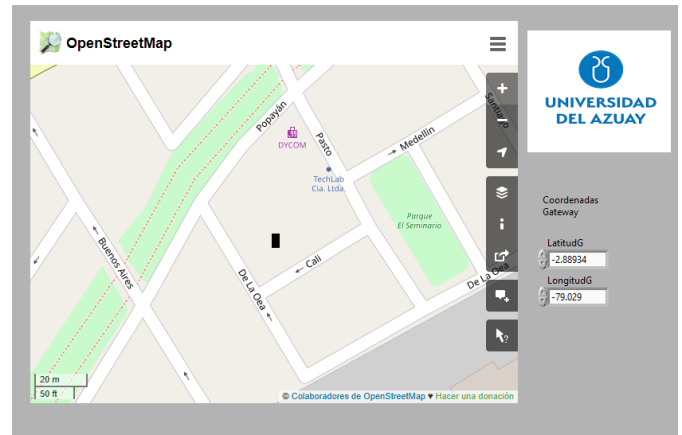 OpenStreetMap
Popayán
DYCOM
Pasto
Santiago
→ Medellín
TechLab
Cia. Ltda.
Parque
El Seminario
Buenos Aires
← Cali
De La Oea
De La Oea
20 m
50 ft
© Colaboradores de OpenStreetMap ♥ Hacer una donación
UNIVERSIDAD
DEL AZUAY
Coordenadas
Gateway
LatitudG
-2.88934
LongitudG
-79.029